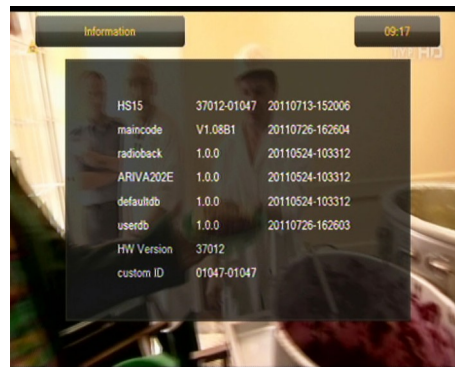 Information 09:17
HS15 37012-01047 20110713-152006
maincode V1.08B1 20110726-162604
radioback 1.0.0 20110524-103312
ARIVA202E 1.0.0 20110524-103312
defaultdb 1.0.0 20110524-103312
userdb 1.0.0 20110726-162603
HW Version 37012
custom ID 01047-01047